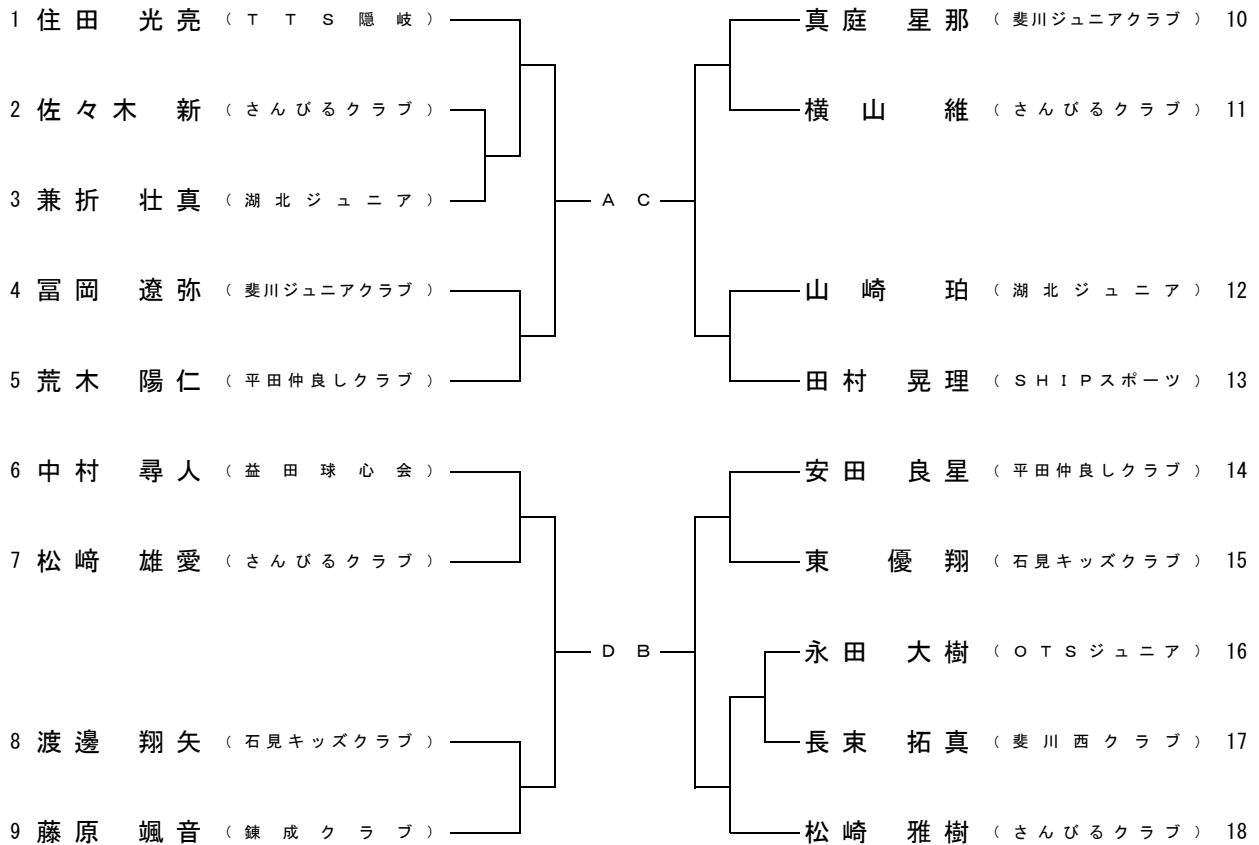 1 住田 光亮 （ＴＴＳ隠岐） 真庭 星那 （斐川ジュニアクラブ） 10
2 佐々木 新 （さんびるクラブ） 横山 維 （さんびるクラブ） 11
3 兼折 壮真 （湖北ジュニア） Ａ Ｃ
4 冨岡 遼弥 （斐川ジュニアクラブ） 山崎 珀 （湖北ジュニア） 12
5 荒木 陽仁 （平田仲良しクラブ） 田村 晃理 （ＳＨＩＰスポーツ） 13
6 中村 尋人 （益田球心会） 安田 良星 （平田仲良しクラブ） 14
7 松﨑 雄愛 （さんびるクラブ） 東 優翔 （石見キッズクラブ） 15
Ｄ Ｂ 永田 大樹 （ＯＴＳジュニア） 16
8 渡邊 翔矢 （石見キッズクラブ） 長束 拓真 （斐川西クラブ） 17
9 藤原 颯音 （錬成クラブ） 松崎 雅樹 （さんびるクラブ） 18